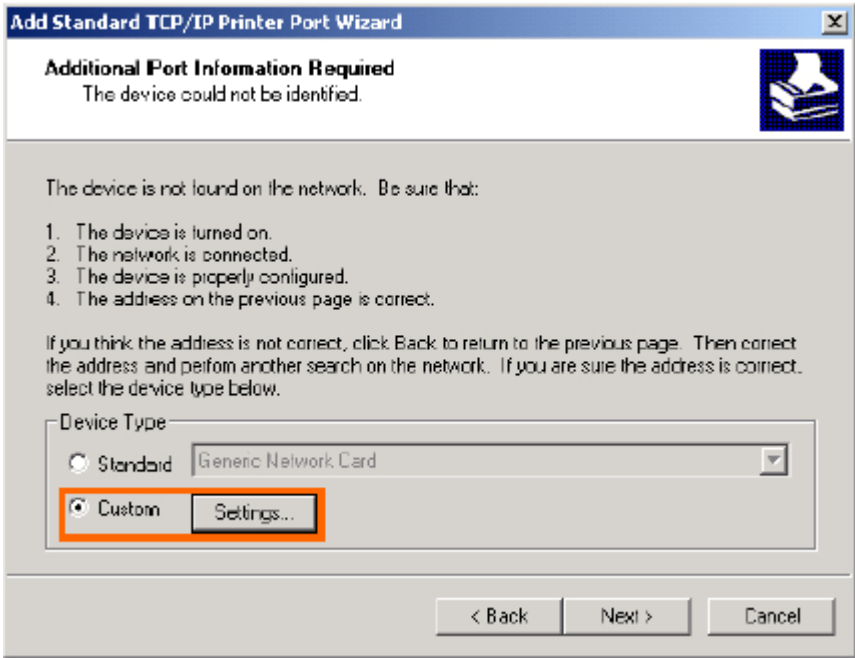 Add Standard TCP/IP Printer Port Wizard
Additional Port Information Required
The device could not be identified.
The device is not found on the network. Be sure that:
1. The device is turned on.
2. The network is connected.
3. The device is properly configured.
4. The address on the previous page is correct.
If you think the address is not correct, click Back to return to the previous page. Then correct
the address and perfom another search on the network. If you are sure the address is correct,
select the device type below.
Device Type
Standard Generic Network Card
Custom Settings...
< Back Next > Cancel